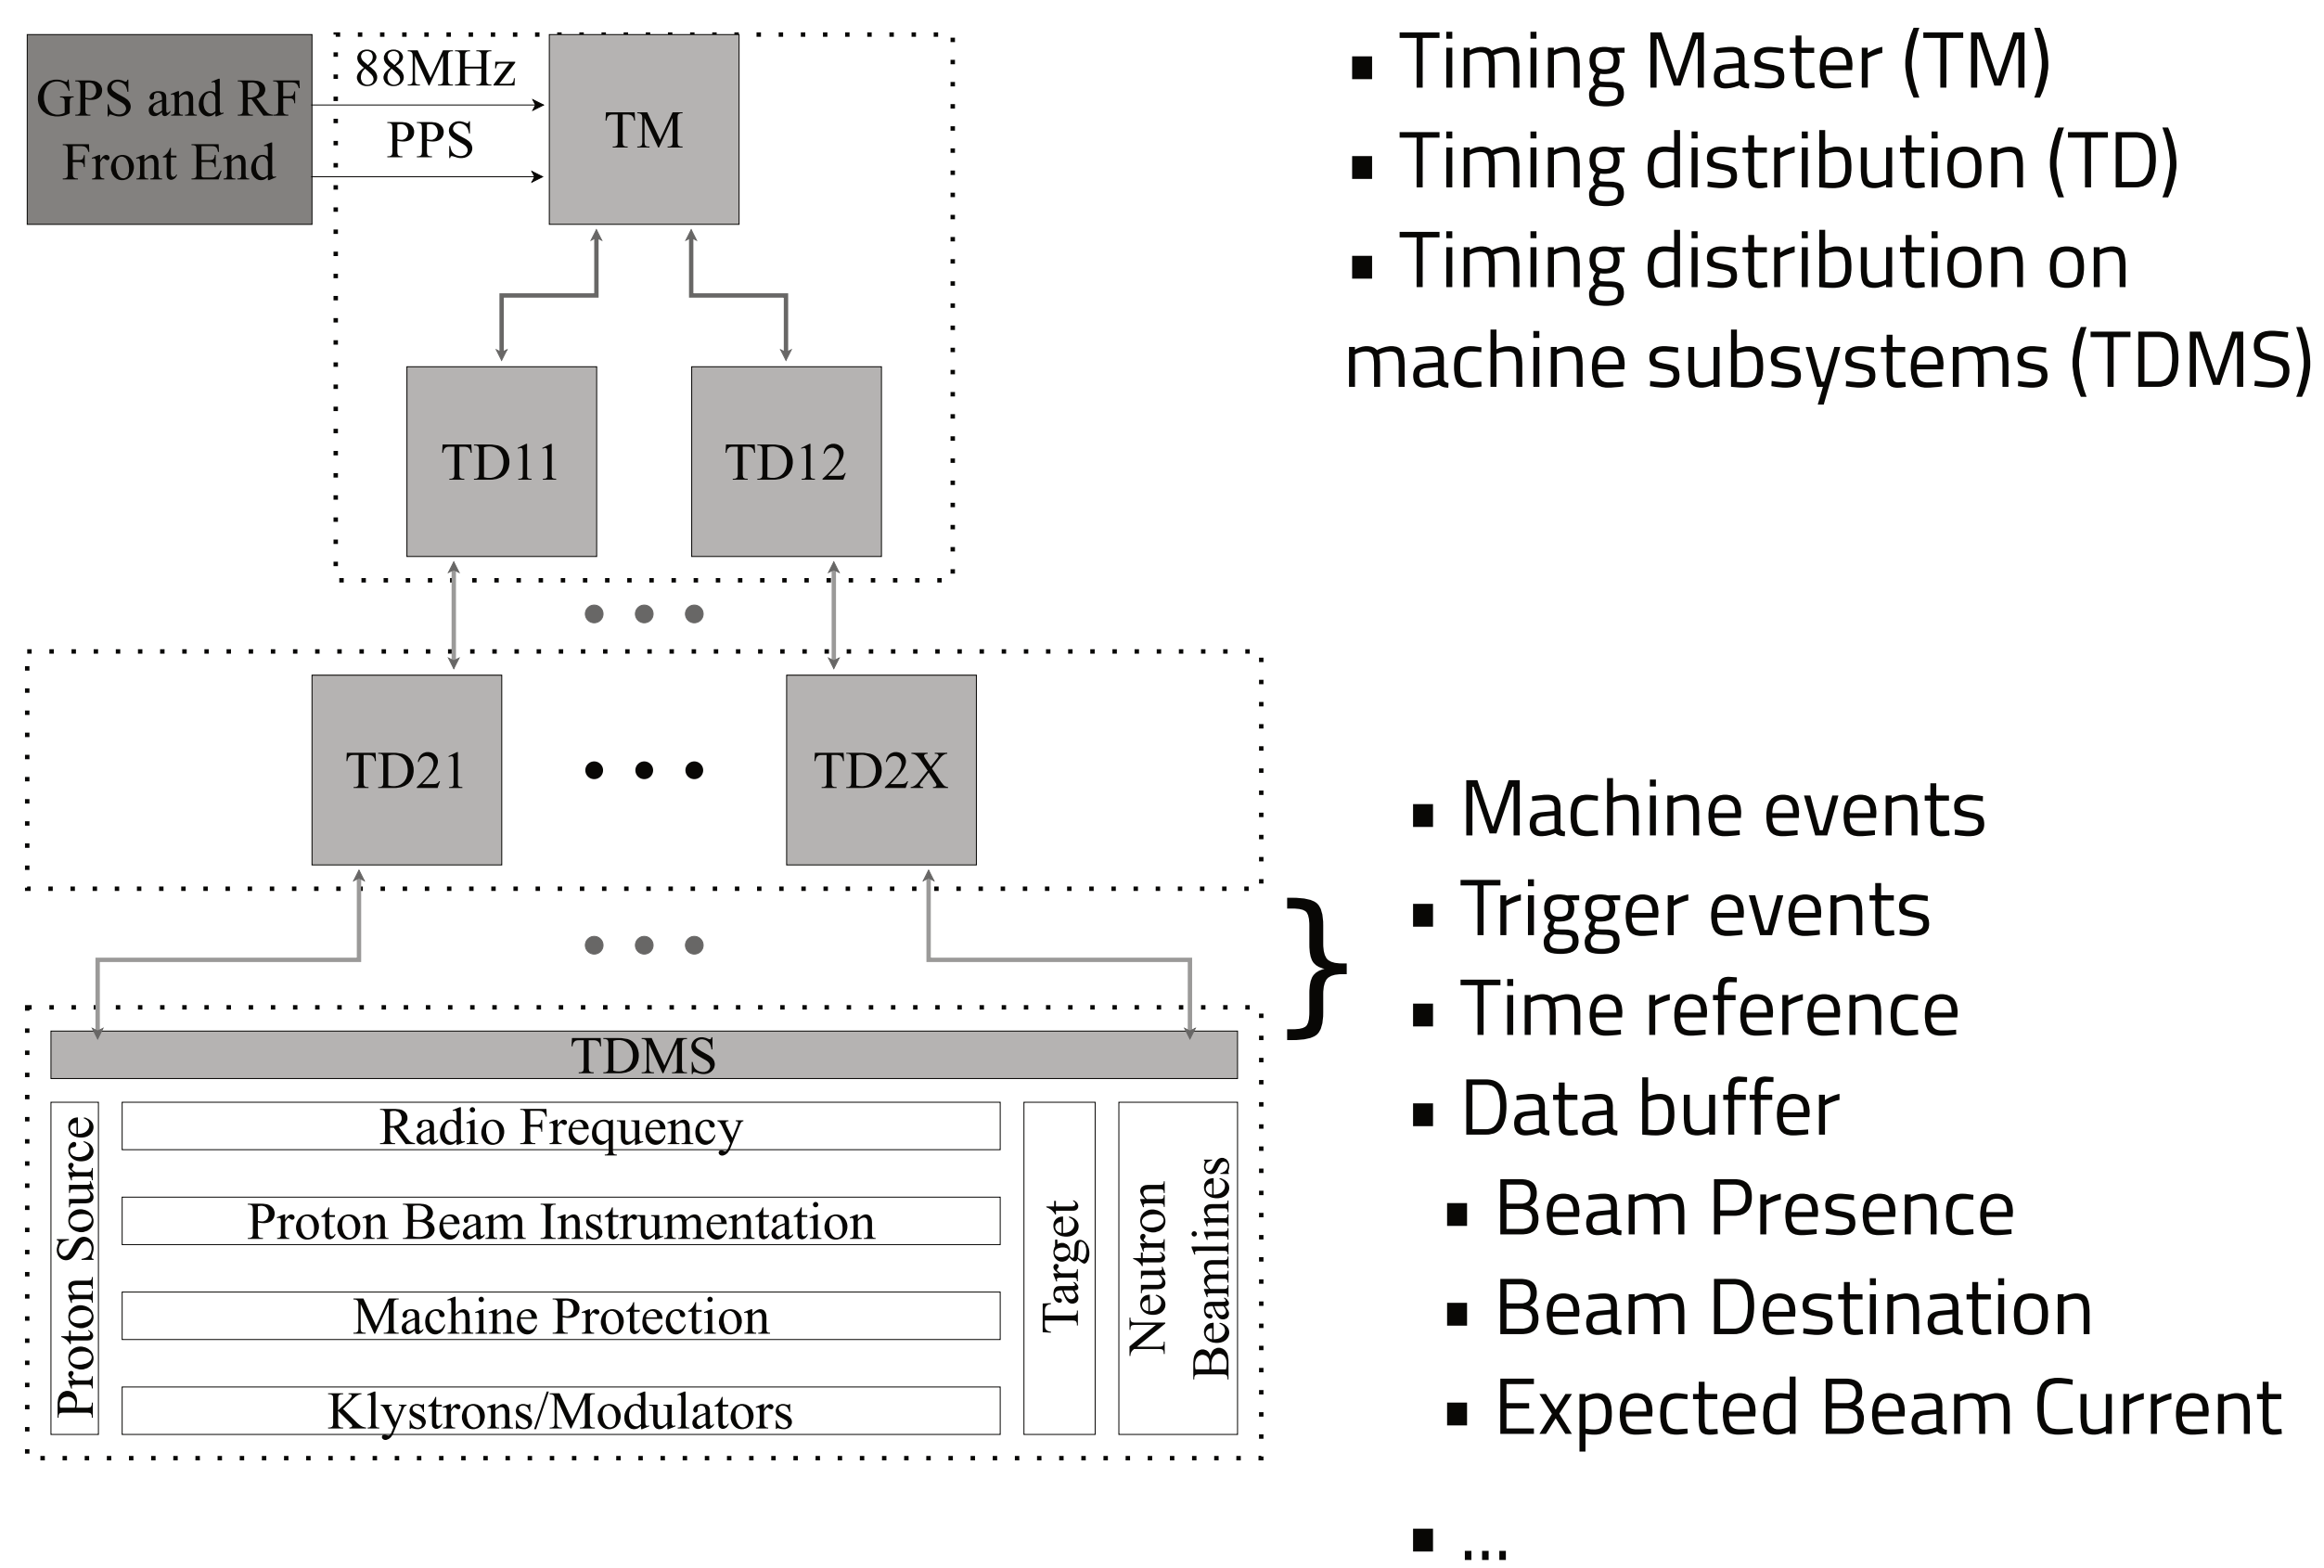 GPS and RF
Front End
88MHz
PPS
TM
TD11
TD12
TD21
TD2X
TDMS
Proton Source
Radio Frequency
Proton Beam Instrumentation
Machine Protection
Klystrons/Modulators
Target
Neutron
Beamlines
▪ Timing Master (TM)
▪ Timing distribution (TD)
▪ Timing distribution on
machine subsystems (TDMS)
}
▪ Machine events
▪ Trigger events
▪ Time reference
▪ Data buffer
▪ Beam Presence
▪ Beam Destination
▪ Expected Beam Current
▪ ...